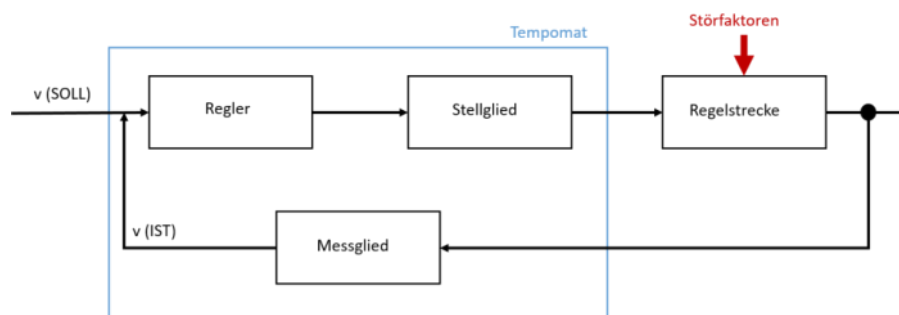 Störfaktoren
Tempomat
v (SOLL)
Regler
Stellglied
Regelstrecke
v (IST)
Messglied